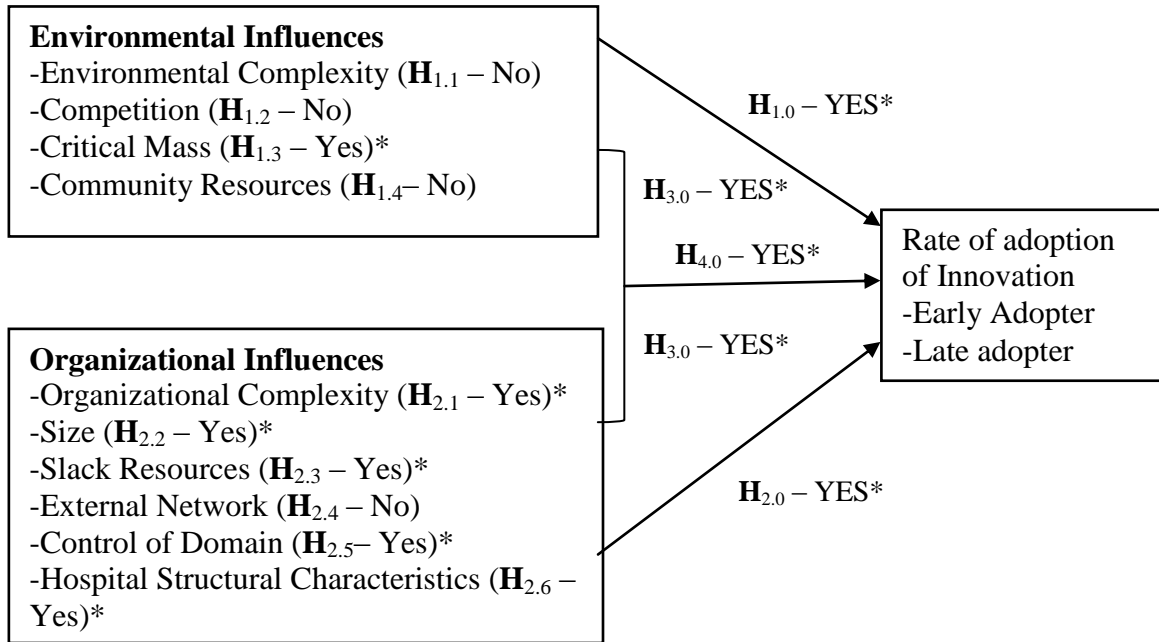 Environmental Influences
-Environmental Complexity (H1.1 – No)
-Competition (H1.2 – No)
-Critical Mass (H1.3 – Yes)*
-Community Resources (H1.4– No)
H1.0 – YES*
H3.0 – YES*
H4.0 – YES*
H3.0 – YES*
H2.0 – YES*
Organizational Influences
-Organizational Complexity (H2.1 – Yes)*
-Size (H2.2 – Yes)*
-Slack Resources (H2.3 – Yes)*
-External Network (H2.4 – No)
-Control of Domain (H2.5– Yes)*
-Hospital Structural Characteristics (H2.6 –
Yes)*
Rate of adoption
of Innovation
-Early Adopter
-Late adopter